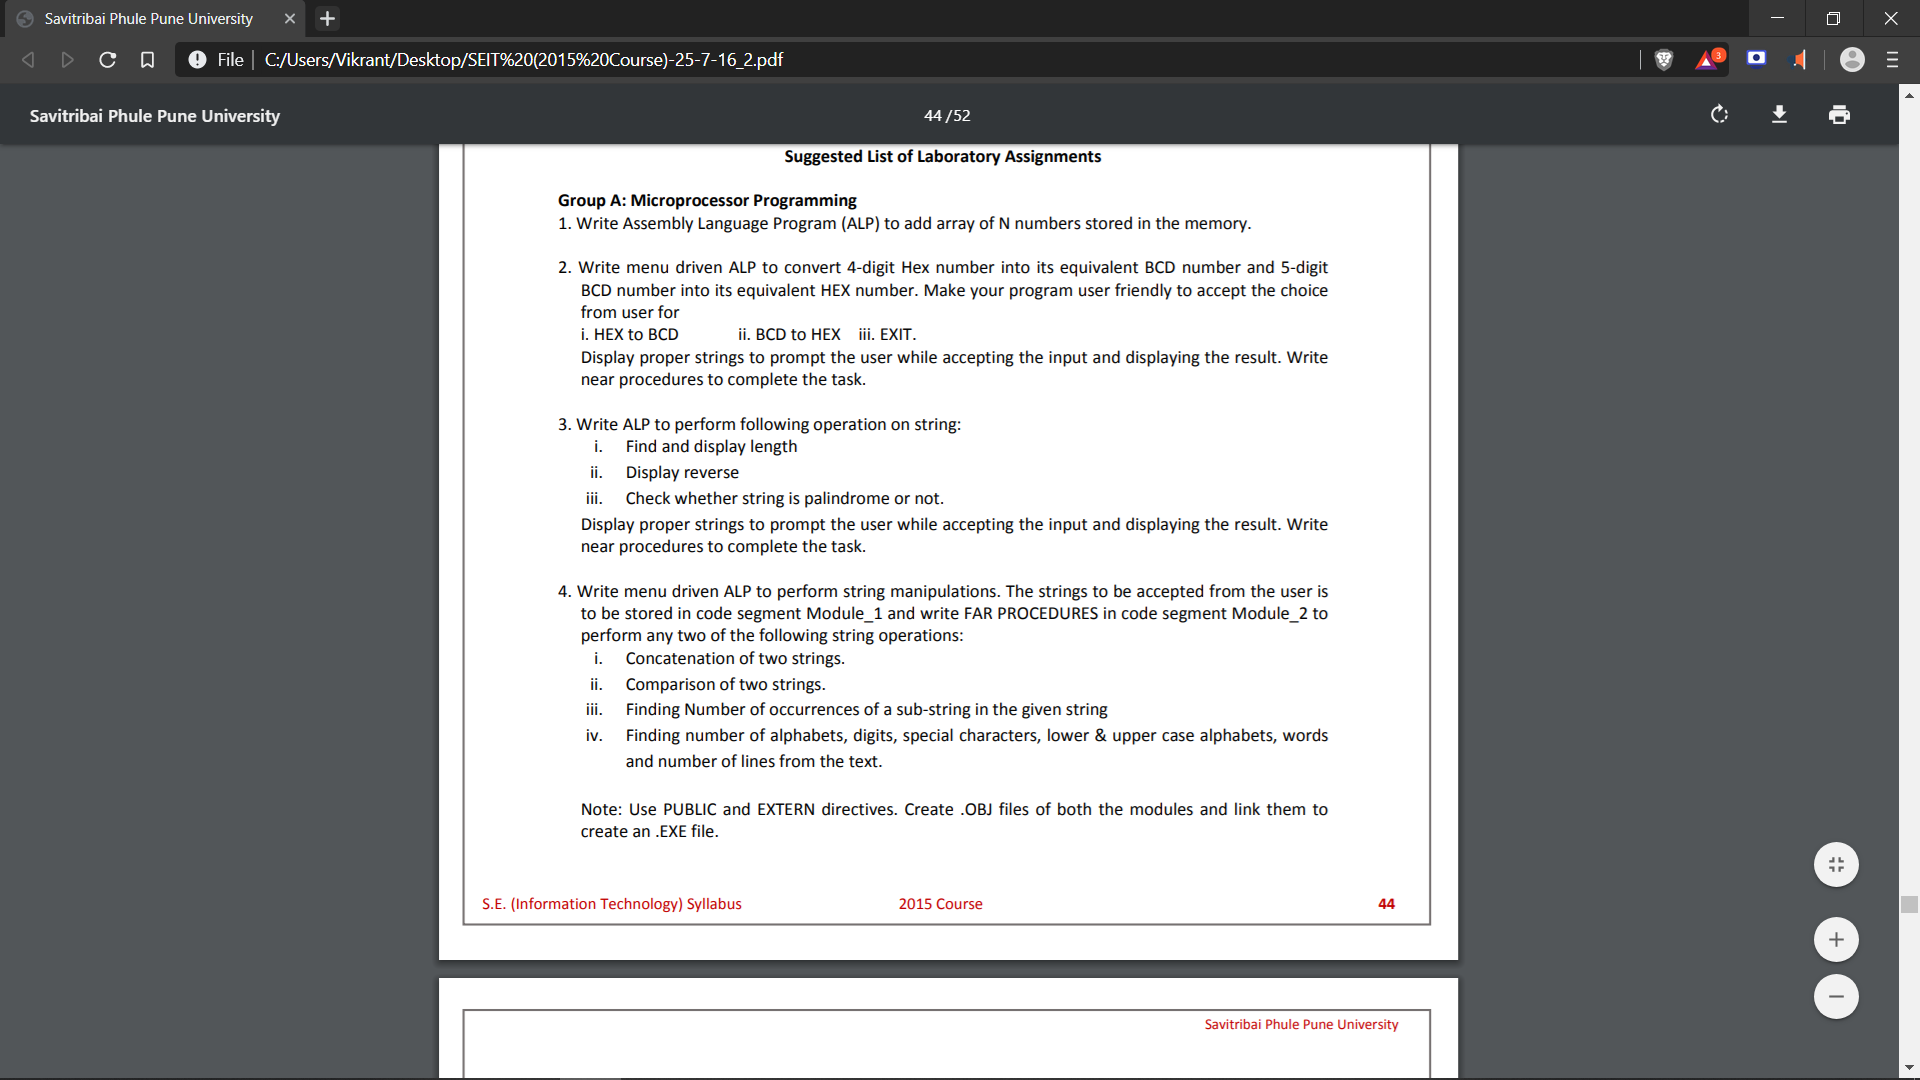 Savitribai Phule Pune University
File | C:/Users/Vikrant/Desktop/SEIT%20(2015%20Course)-25-7-16_2.pdf
3
Savitribai Phule Pune University
44 / 52
Suggested List of Laboratory Assignments
Group A: Microprocessor Programming
1. Write Assembly Language Program (ALP) to add array of N numbers stored in the memory.
2. Write menu driven ALP to convert 4-digit Hex number into its equivalent BCD number and 5-digit
BCD number into its equivalent HEX number. Make your program user friendly to accept the choice
from user for
i. HEX to BCD ii. BCD to HEX iii. EXIT.
Display proper strings to prompt the user while accepting the input and displaying the result. Write
near procedures to complete the task.
3. Write ALP to perform following operation on string:
i. Find and display length
ii. Display reverse
iii. Check whether string is palindrome or not.
Display proper strings to prompt the user while accepting the input and displaying the result. Write
near procedures to complete the task.
4. Write menu driven ALP to perform string manipulations. The strings to be accepted from the user is
to be stored in code segment Module_1 and write FAR PROCEDURES in code segment Module_2 to
perform any two of the following string operations:
i. Concatenation of two strings.
ii. Comparison of two strings.
iii. Finding Number of occurrences of a sub-string in the given string
iv. Finding number of alphabets, digits, special characters, lower & upper case alphabets, words
and number of lines from the text.
Note: Use PUBLIC and EXTERN directives. Create .OBJ files of both the modules and link them to
create an .EXE file.
S.E. (Information Technology) Syllabus 2015 Course 44
Savitribai Phule Pune University